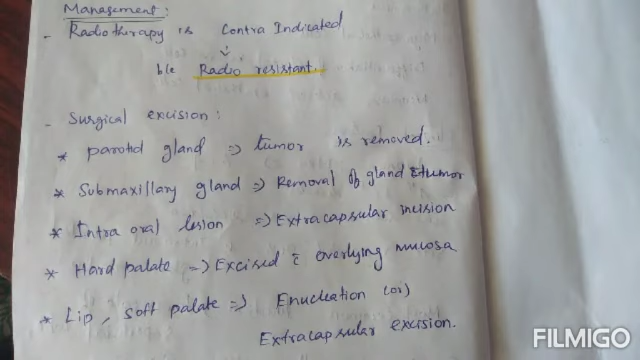 Management:
- Radiotherapy is Contra Indicated
↓
b/c Radio resistant.
- Surgical excision:
* parotid gland => tumor is removed.
* Submaxillary gland => Removal of gland & tumor
* Intra oral lesion => Extracapsular incision
* Hard palate => Excised c̄ overlying mucosa
* Lip, Soft palate => Enucleation (or)
Extracapsular excision.
FILMIGO